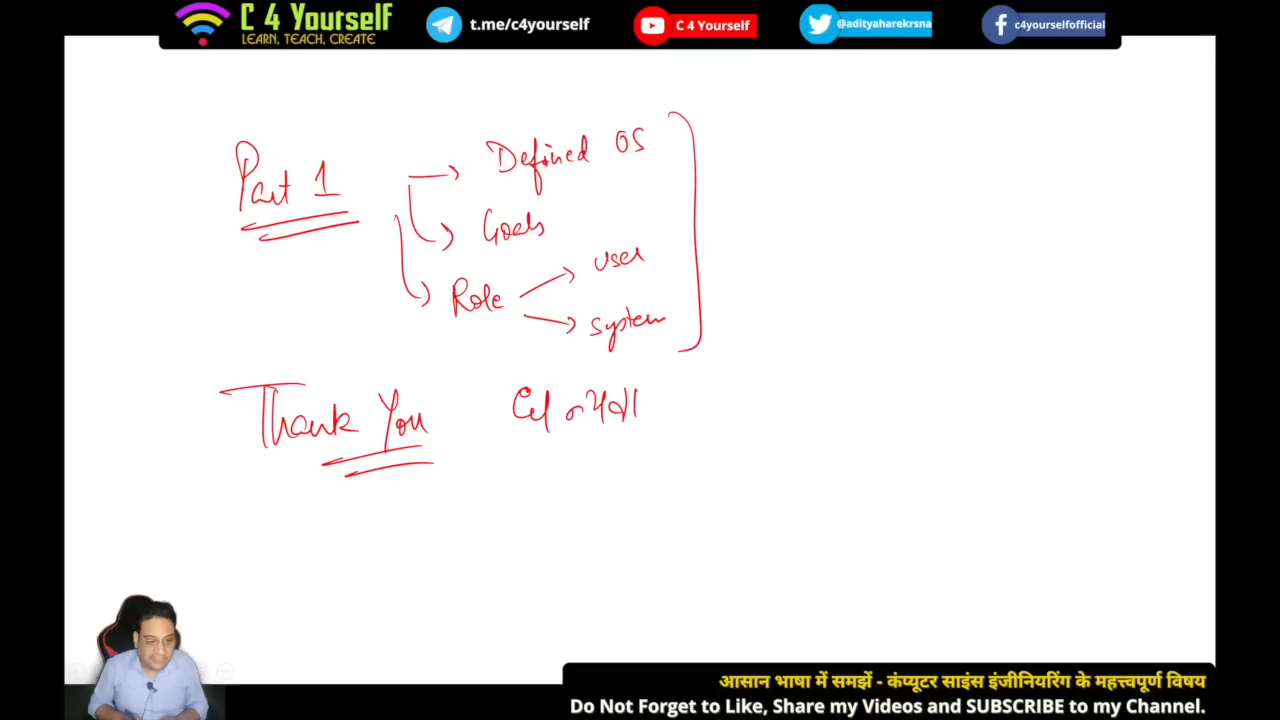 C 4 Yourself
LEARN, TEACH, CREATE
t.me/c4yourself
C 4 Yourself
@adityaharekrsna
c4yourselfofficial
Part 1
Defined OS
Goals
Role
user
system
Thank You
आसान भाषा में समझें - कंप्यूटर साइंस इंजीनियरिंग के महत्त्वपूर्ण विषय
Do Not Forget to Like, Share my Videos and SUBSCRIBE to my Channel.